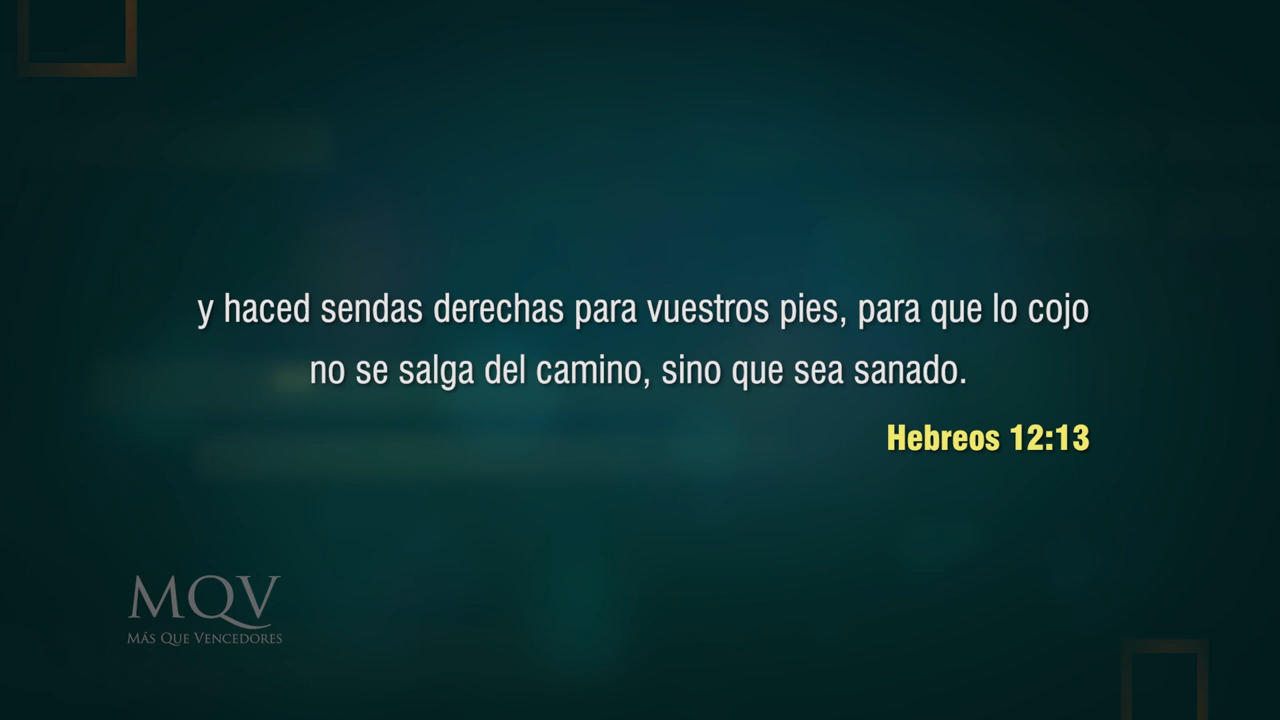 y haced sendas derechas para vuestros pies, para que lo cojo
no se salga del camino, sino que sea sanado.
Hebreos 12:13
MQV
MÁS QUE VENCEDORES